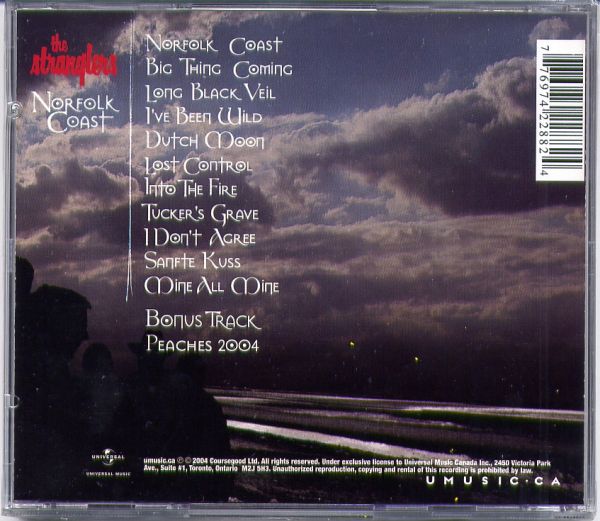 the
stranglers
Norfolk
Coast
Norfolk Coast
Big Thing Coming
Long Black Veil
I've Been Wild
Dutch Moon
Lost Control
Into The Fire
Tucker's Grave
I Don't Agree
Sanfte Kuss
Mine All Mine
Bonus Track
Peaches 2004
7 76974 22882 4
UNIVERSAL
UNIVERSAL MUSIC
umusic.ca ℗ © 2004 Coursegood Ltd. All rights reserved. Under exclusive license to Universal Music Canada Inc., 2450 Victoria Park
Ave., Suite #1, Toronto, Ontario M2J 5H3. Unauthorized reproduction, copying and rental of this recording is prohibited by law.
UMUSIC.CA